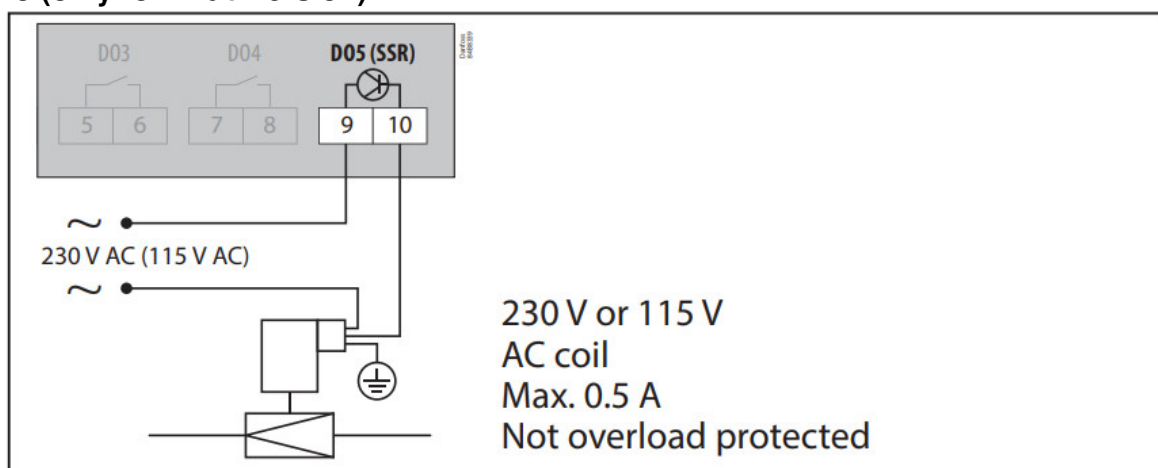 D03
D04
D05 (SSR)
Danfoss
5
6
7
8
9
10
230 V AC (115 V AC)
230 V or 115 V
AC coil
Max. 0.5 A
Not overload protected